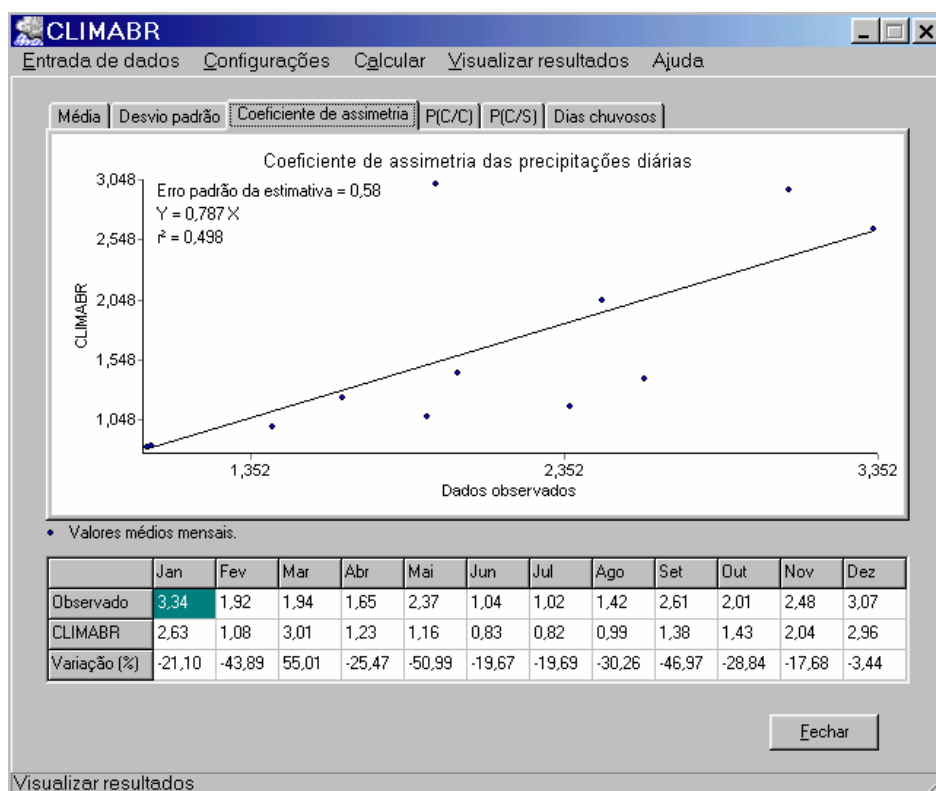 CLIMABR
Entrada de dados Configurações Calcular Visualizar resultados Ajuda
Média Desvio padrão Coeficiente de assimetria P(C/C) P(C/S) Dias chuvosos
Coeficiente de assimetria das precipitações diárias
Erro padrão da estimativa = 0,58
Y = 0,787 X
r² = 0,498
3,048
2,548
2,048
1,548
1,048
CLIMABR
1,352 2,352 3,352
Dados observados
• Valores médios mensais.
Jan Fev Mar Abr Mai Jun Jul Ago Set Out Nov Dez
Observado 3,34 1,92 1,94 1,65 2,37 1,04 1,02 1,42 2,61 2,01 2,48 3,07
CLIMABR 2,63 1,08 3,01 1,23 1,16 0,83 0,82 0,99 1,38 1,43 2,04 2,96
Variação (%) -21,10 -43,89 55,01 -25,47 -50,99 -19,67 -19,69 -30,26 -46,97 -28,84 -17,68 -3,44
Fechar
Visualizar resultados